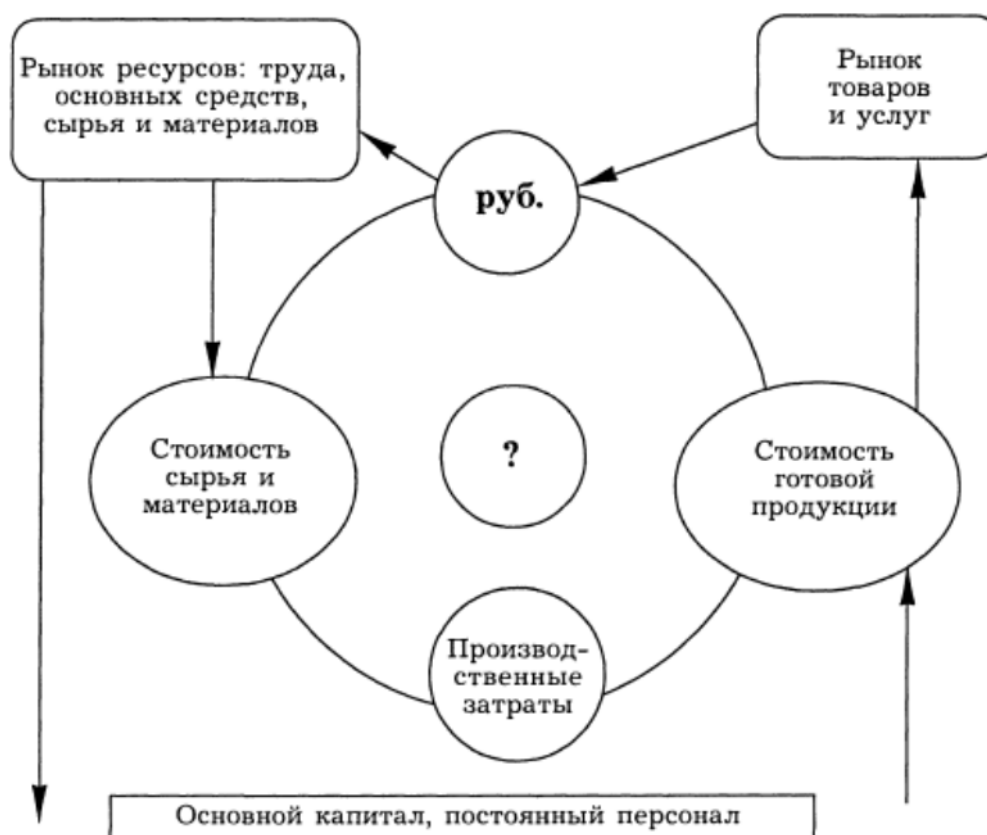 Рынок ресурсов: труда,
основных средств,
сырья и материалов
Рынок
товаров
и услуг
руб.
Стоимость
сырья и
материалов
?
Стоимость
готовой
продукции
Производ-
ственные
затраты
Основной капитал, постоянный персонал